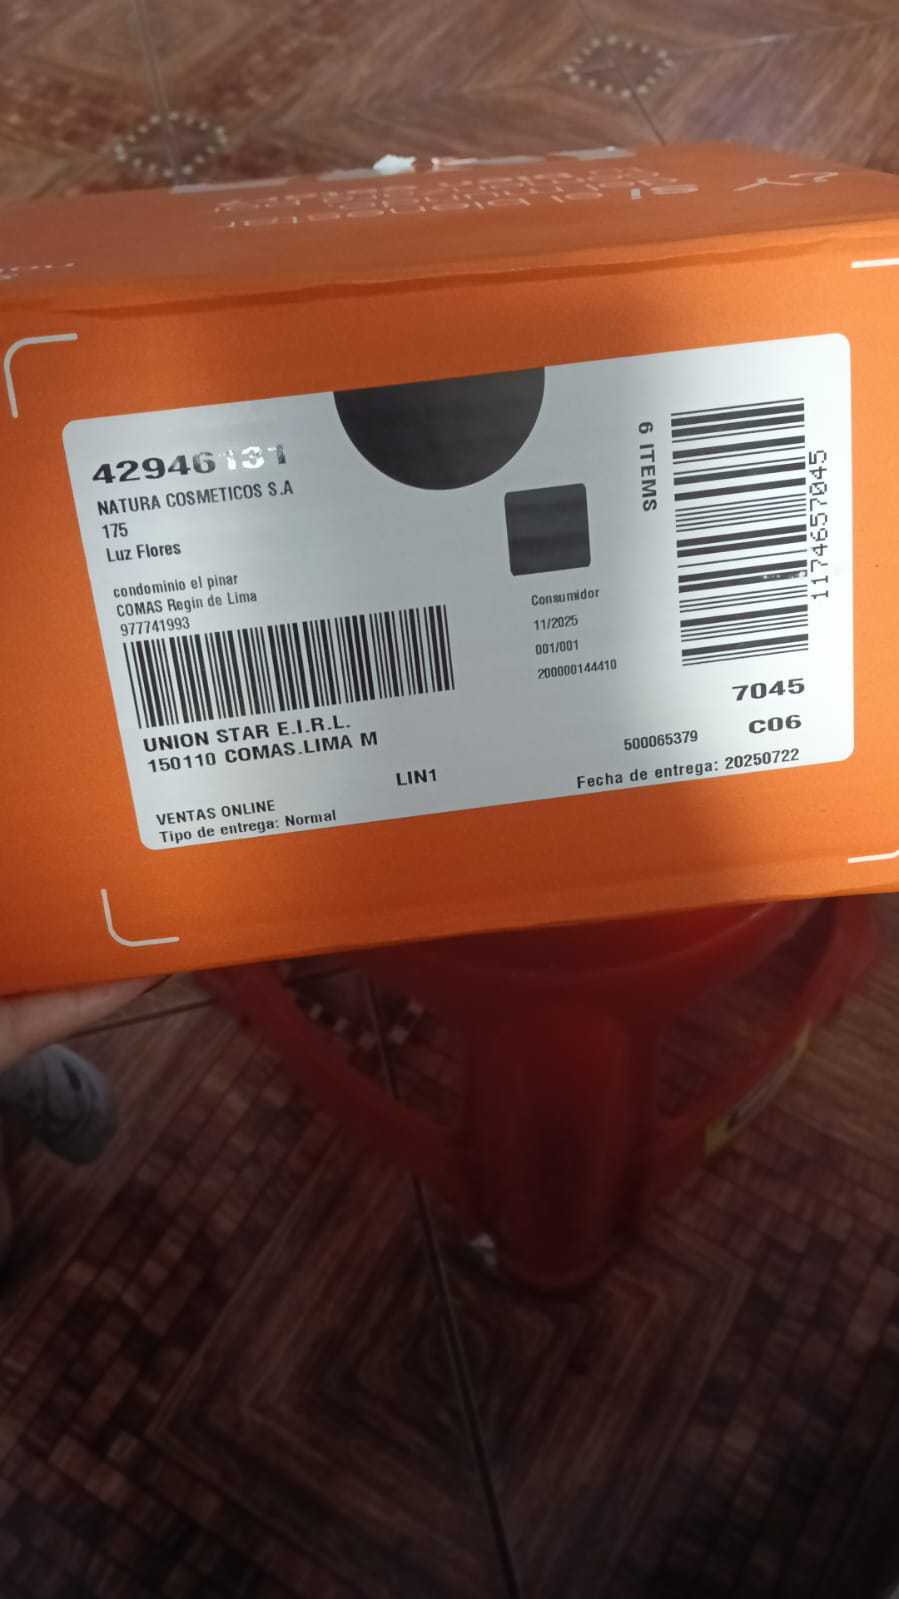 42946131
NATURA COSMETICOS S.A
175
Luz Flores
condominio el pinar
COMAS Regin de Lima
977741993
UNION STAR E.I.R.L.
150110 COMAS.LIMA M
LIN1
VENTAS ONLINE
Tipo de entrega: Normal
6 ITEMS
1174657045
Consumidor
11/2025
001/001
200000144410
7045
C06
500065379
Fecha de entrega: 20250722